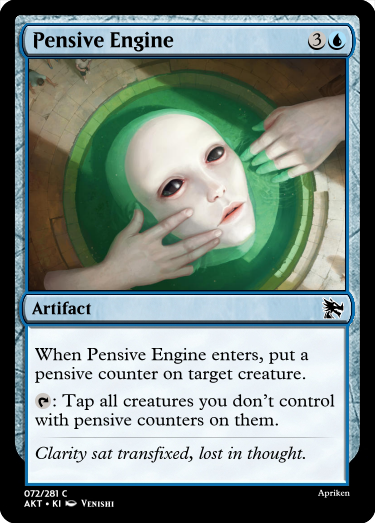 Pensive Engine 3
Artifact
When Pensive Engine enters, put a
pensive counter on target creature.
: Tap all creatures you don't control
with pensive counters on them.
Clarity sat transfixed, lost in thought.
072/281 C
Apriken
AKT • KI Venishi